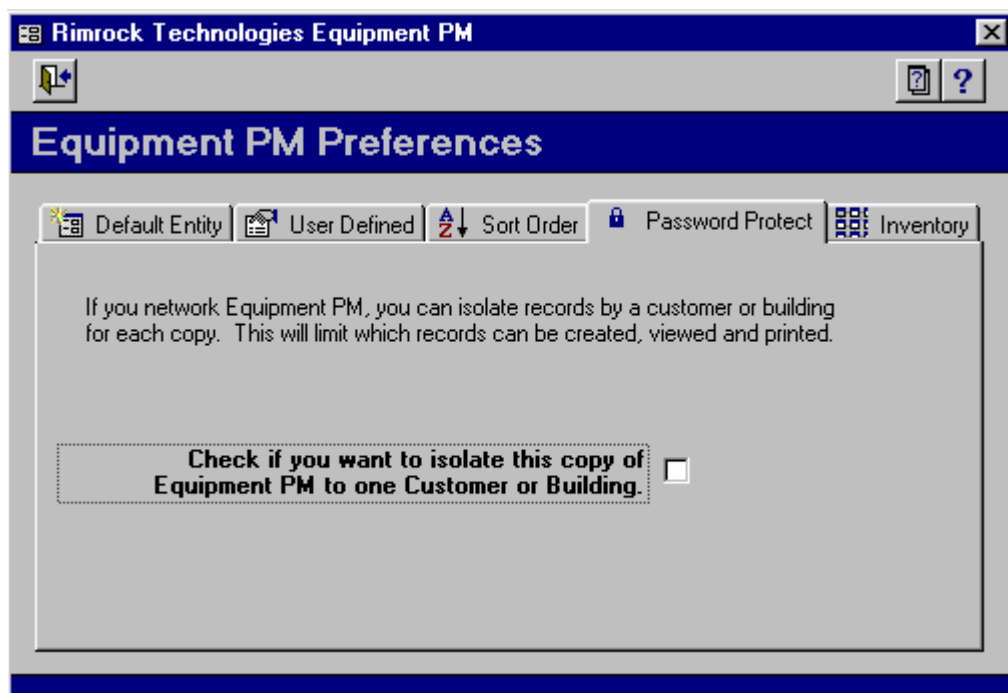 Rimrock Technologies Equipment PM
?
?
Equipment PM Preferences
Default Entity
User Defined
A
Z
Sort Order
Password Protect
Inventory
If you network Equipment PM, you can isolate records by a customer or building
for each copy.  This will limit which records can be created, viewed and printed.
Check if you want to isolate this copy of
Equipment PM to one Customer or Building.